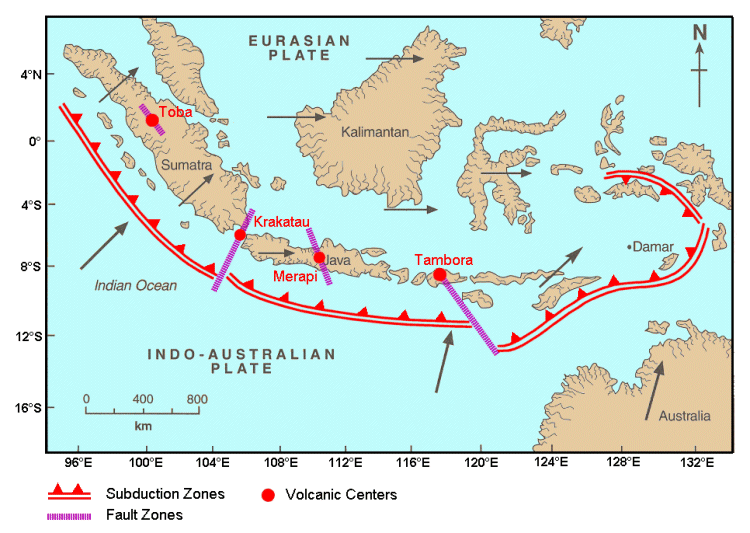 EURASIAN
PLATE
N
4°N
Toba
Kalimantan
0°
Sumatra
4°S
Krakatau
Damar
Java
Tambora
8°S
Merapi
Indian Ocean
12°S
INDO-AUSTRALIAN
PLATE
16°S
0 400 800
km
Australia
96°E 100°E 104°E 108°E 112°E 116°E 120°E 124°E 128°E 132°E
Subduction Zones
Volcanic Centers
Fault Zones